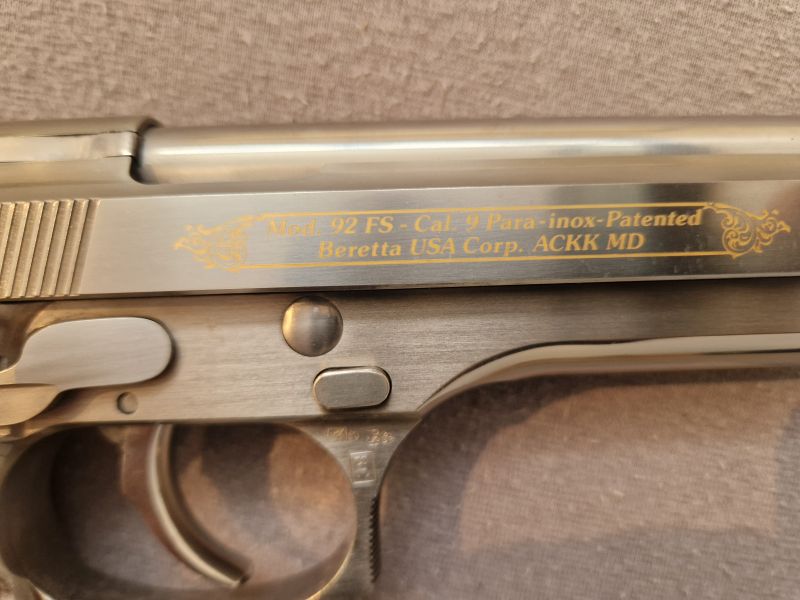 Mod. 92 FS - Cal. 9 Para-inox-Patented
Beretta USA Corp. ACKK MD